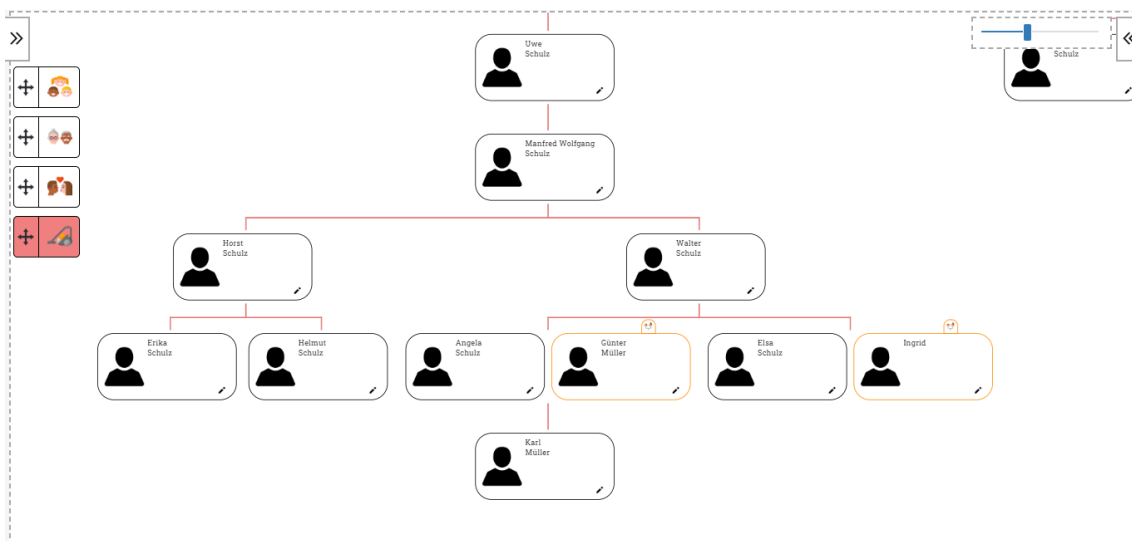 Uwe
Schulz
Schulz
Manfred Wolfgang
Schulz
Horst
Schulz
Walter
Schulz
Erika
Schulz
Helmut
Schulz
Angela
Schulz
Günter
Müller
Elsa
Schulz
Ingrid
Karl
Müller